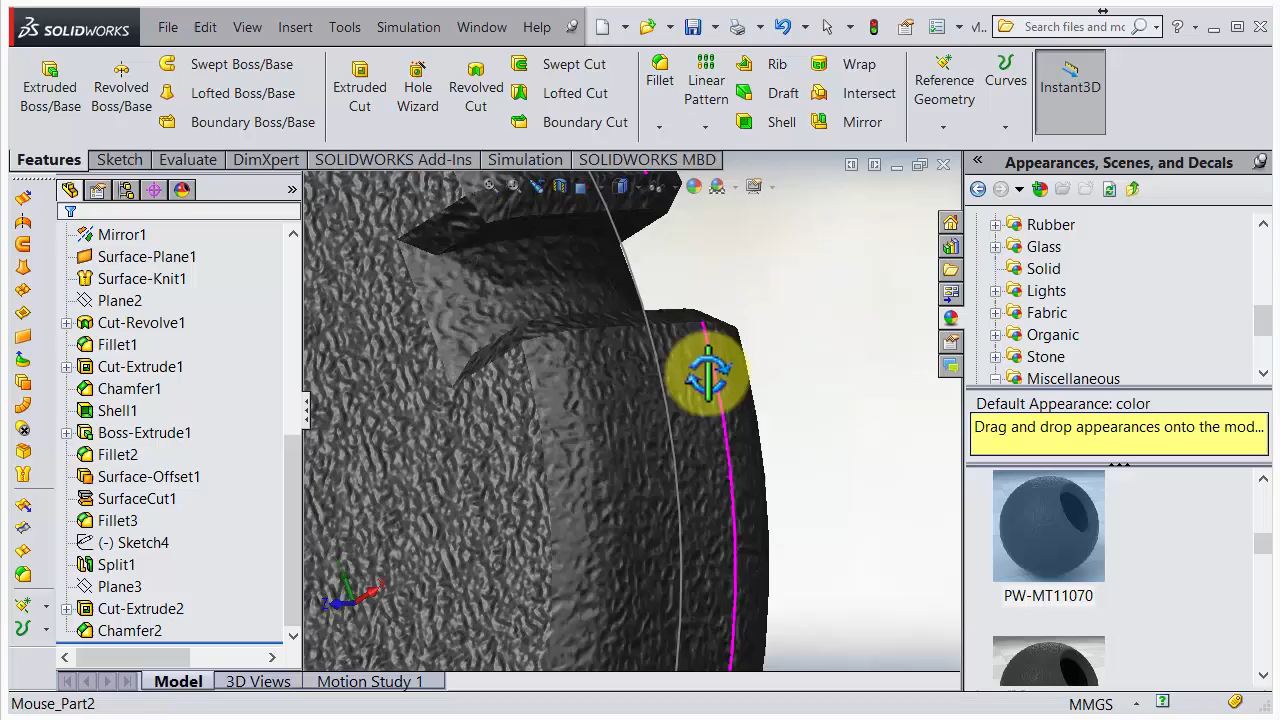 SOLIDWORKS File Edit View Insert Tools Simulation Window Help Search files and mc
Extruded Boss/Base
Revolved Boss/Base
Swept Boss/Base
Lofted Boss/Base
Boundary Boss/Base
Extruded Cut
Hole Wizard
Revolved Cut
Swept Cut
Lofted Cut
Boundary Cut
Fillet
Linear Pattern
Rib
Draft
Shell
Wrap
Intersect
Mirror
Reference Geometry
Curves
Instant3D
Features Sketch Evaluate DimXpert SOLIDWORKS Add-Ins Simulation SOLIDWORKS MBD
Mirror1
Surface-Plane1
Surface-Knit1
Plane2
Cut-Revolve1
Fillet1
Cut-Extrude1
Chamfer1
Shell1
Boss-Extrude1
Fillet2
Surface-Offset1
SurfaceCut1
Fillet3
(-) Sketch4
Split1
Plane3
Cut-Extrude2
Chamfer2
Z
X
Appearances, Scenes, and Decals
Rubber
Glass
Solid
Lights
Fabric
Organic
Stone
Miscellaneous
Default Appearance: color
Drag and drop appearances onto the mod...
PW-MT11070
Model 3D Views Motion Study 1
Mouse_Part2 MMGS